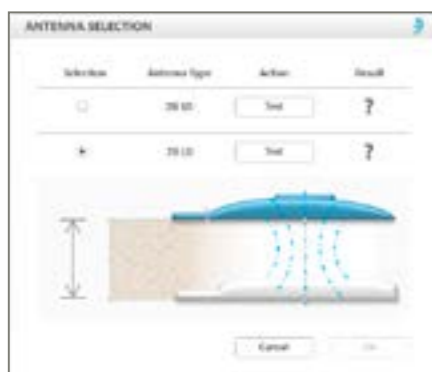 ANTENNA SELECTION
Selection Antenna Type Action Result
Test ?
Test ?
Cancel